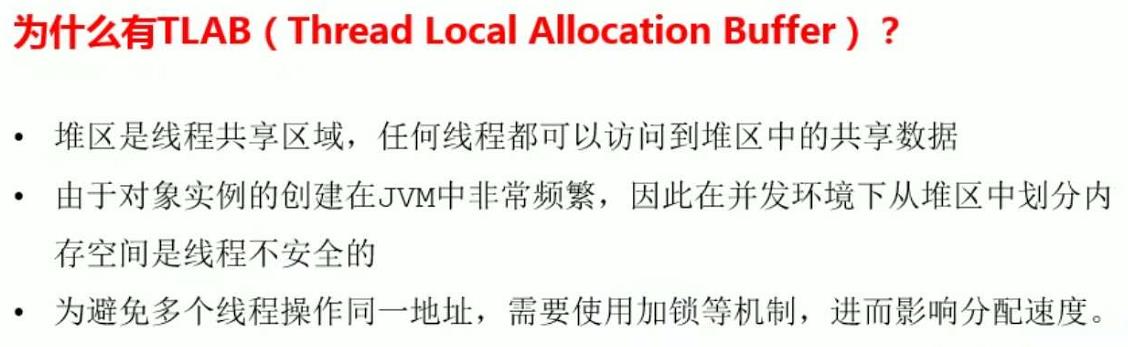 为什么有TLAB（Thread Local Allocation Buffer）？
• 堆区是线程共享区域，任何线程都可以访问到堆区中的共享数据
• 由于对象实例的创建在JVM中非常频繁，因此在并发环境下从堆区中划分内
存空间是线程不安全的
• 为避免多个线程操作同一地址，需要使用加锁等机制，进而影响分配速度。